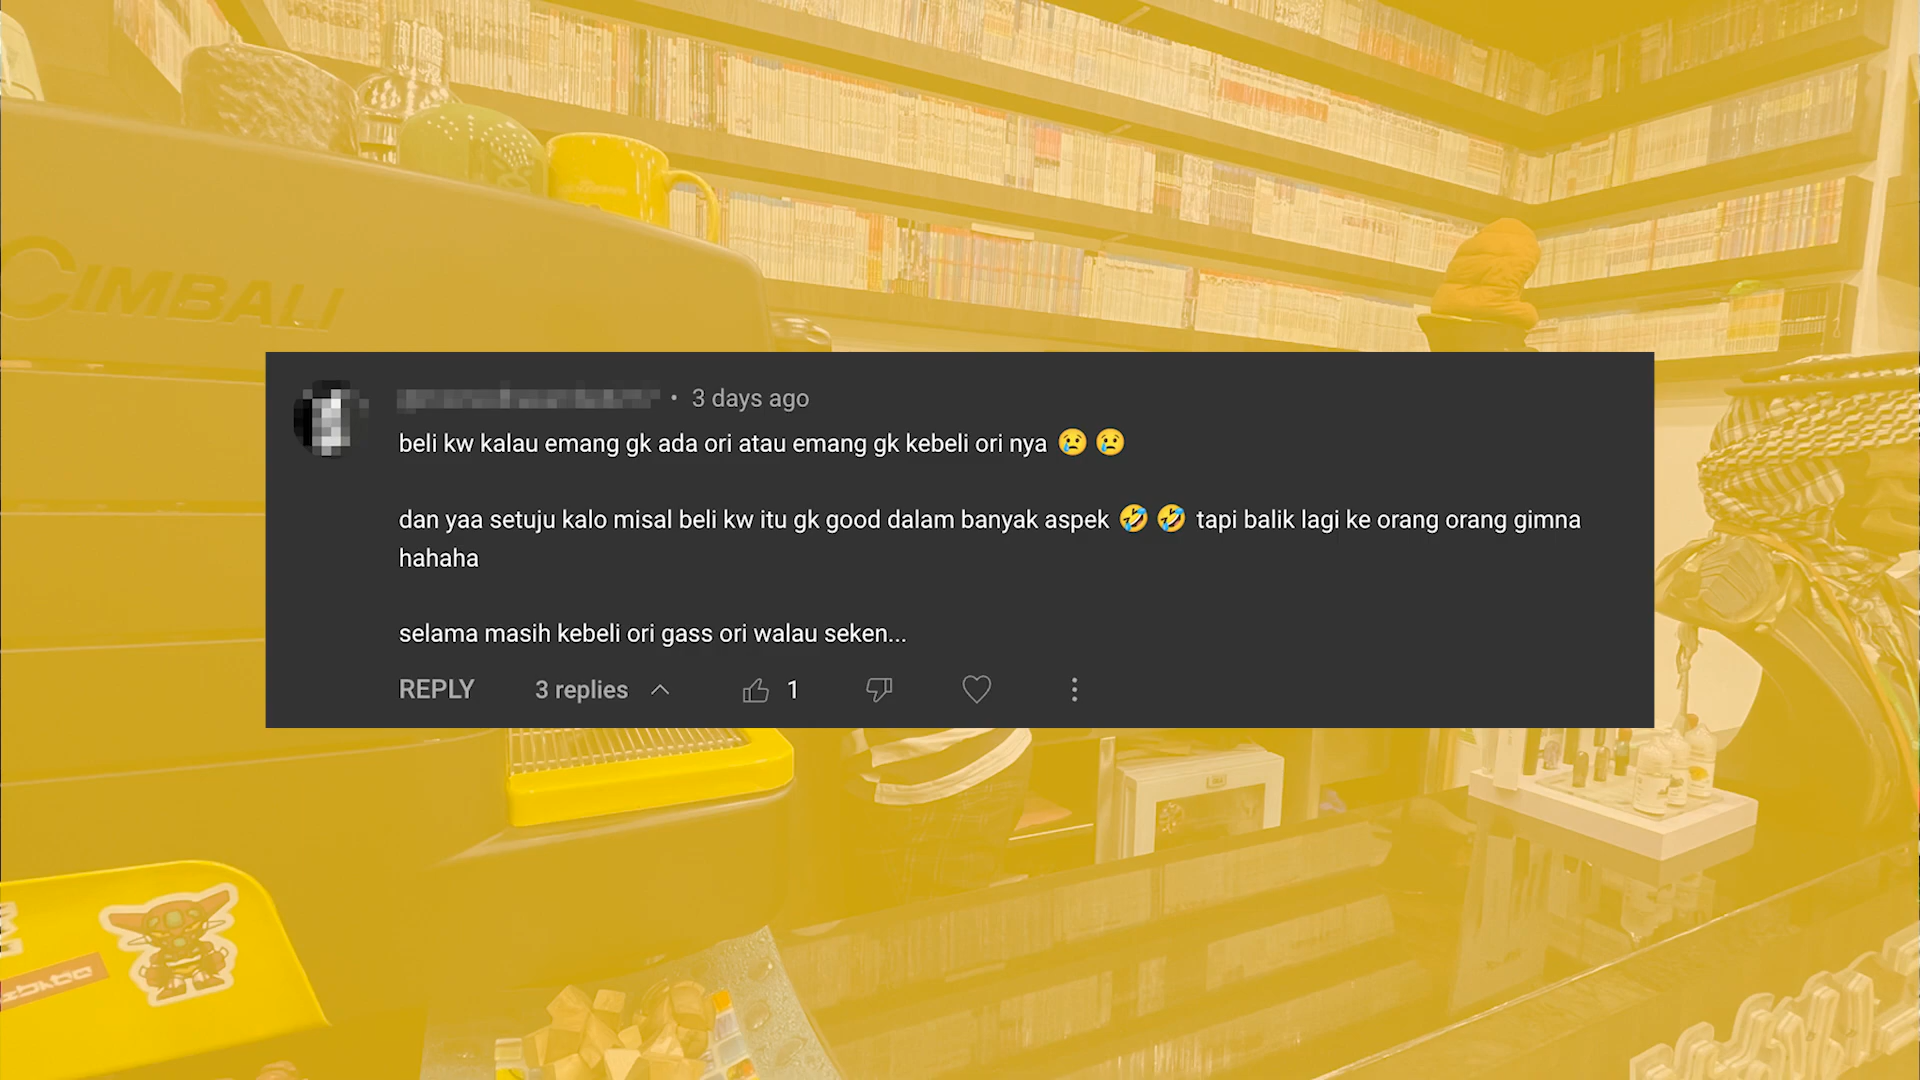 CIMBALI
• 3 days ago
beli kw kalau emang gk ada ori atau emang gk kebeli ori nya 😢 😢
dan yaa setuju kalo misal beli kw itu gk good dalam banyak aspek 🤣 🤣 tapi balik lagi ke orang orang gimna
hahaha
selama masih kebeli ori gass ori walau seken...
REPLY 3 replies 1